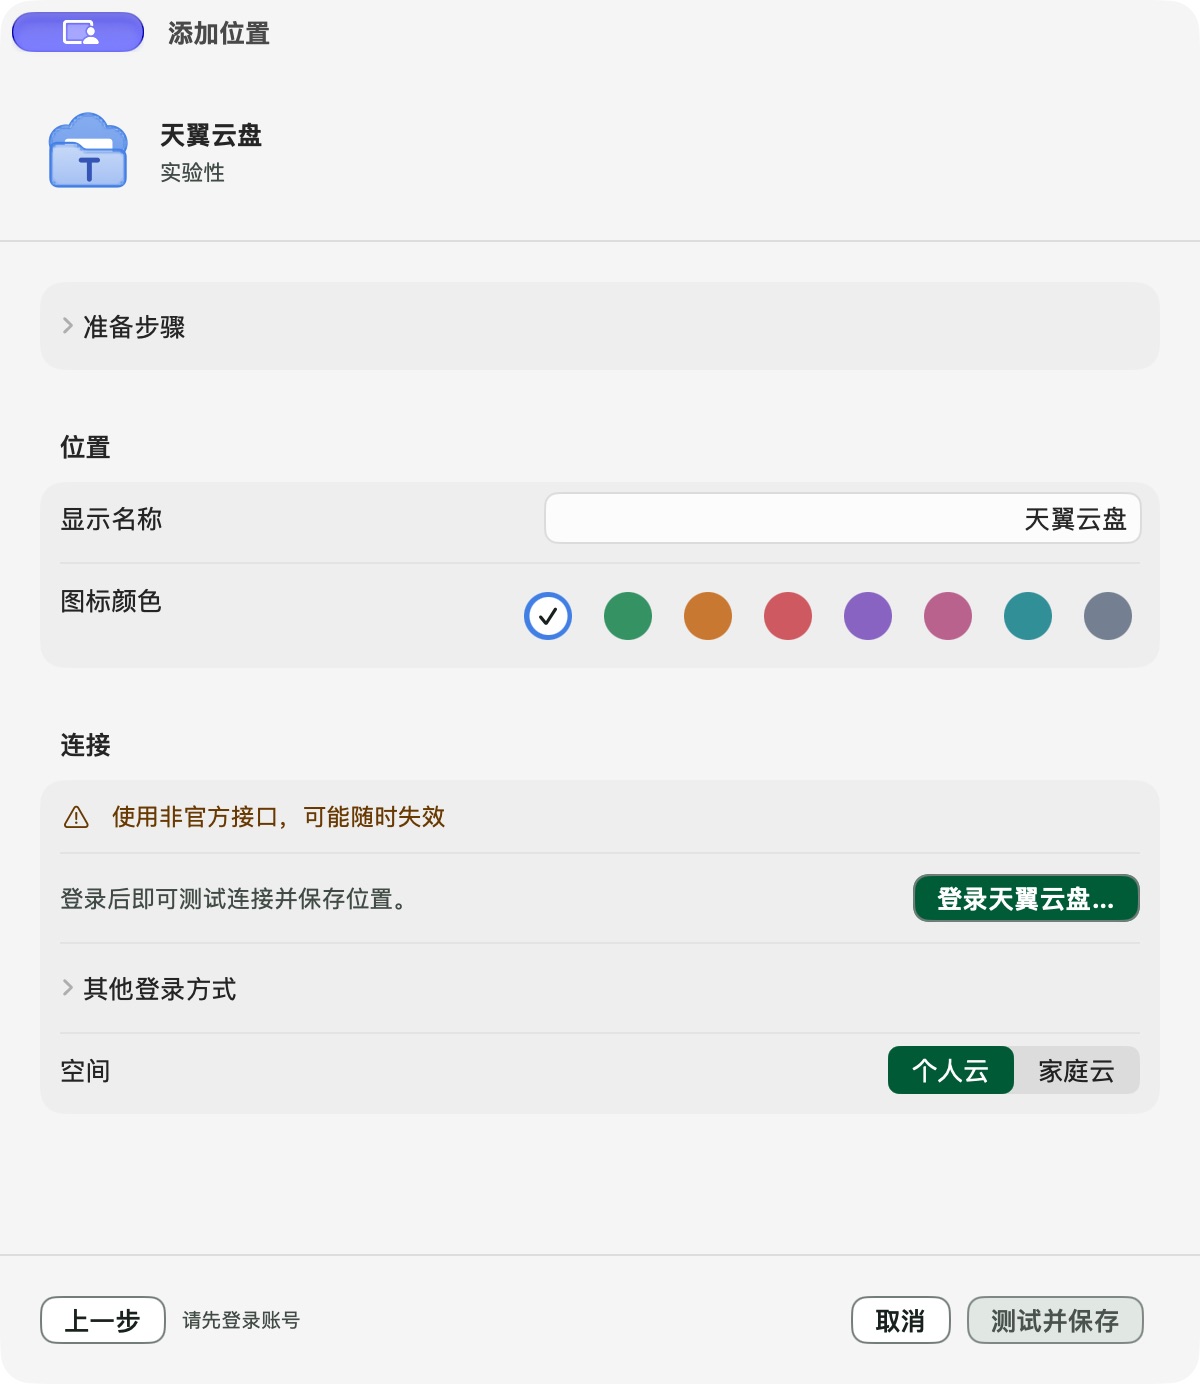 添加位置
天翼云盘
实验性
T
准备步骤
位置
显示名称 天翼云盘
图标颜色
连接
使用非官方接口，可能随时失效
登录后即可测试连接并保存位置。 登录天翼云盘...
其他登录方式
空间 个人云 家庭云
上一步 请先登录账号 取消 测试并保存